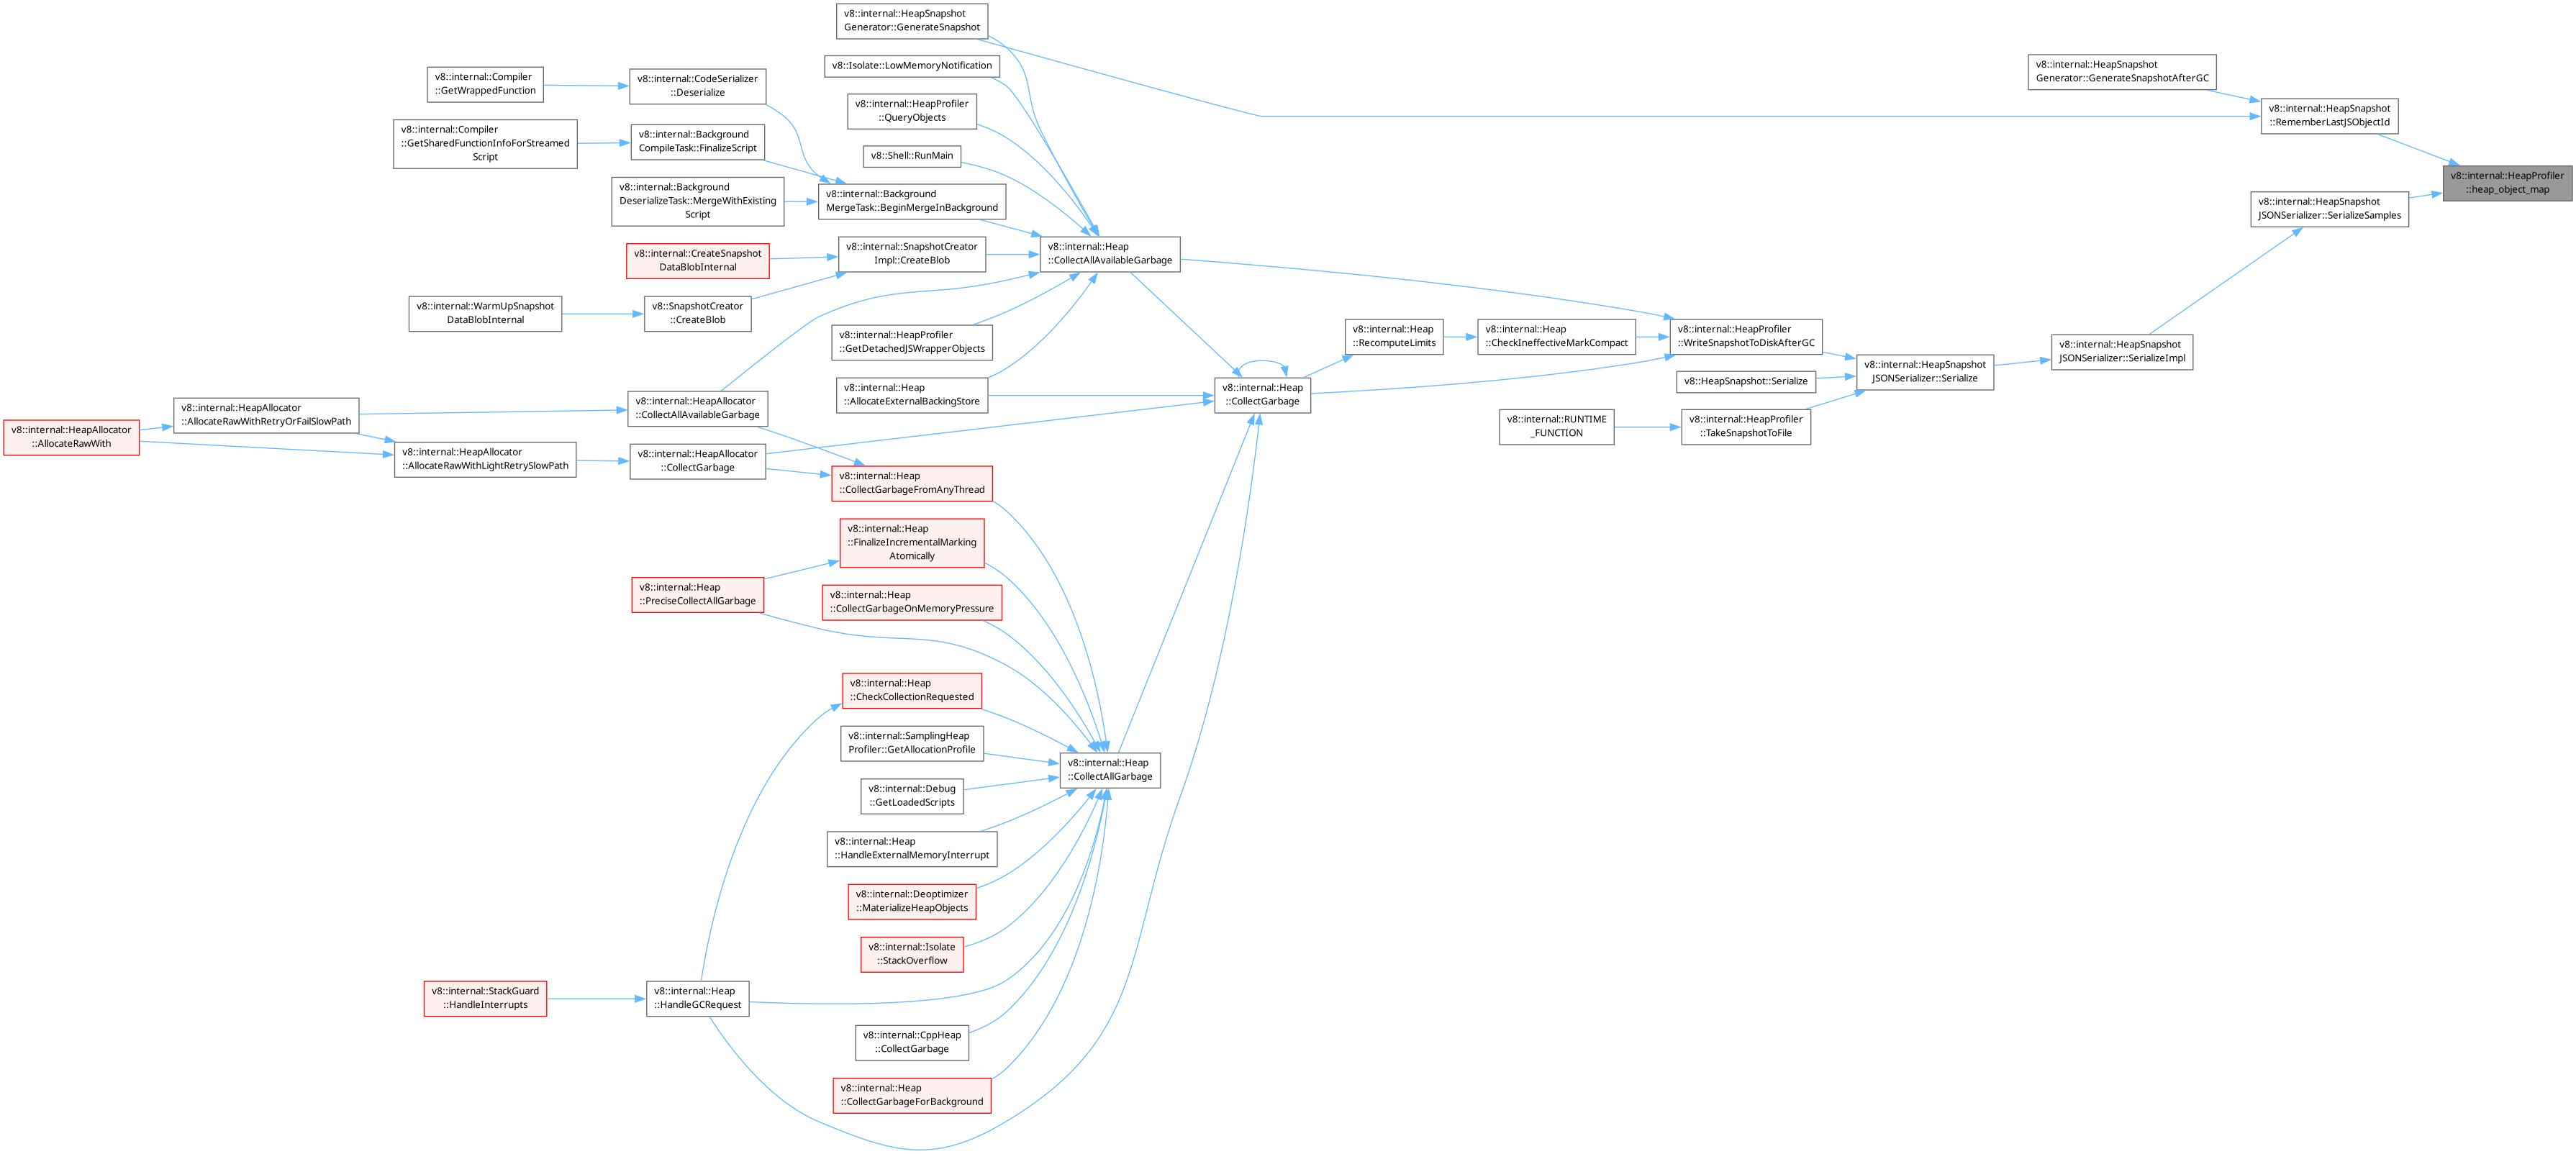 v8::internal::HeapSnapshot
Generator::GenerateSnapshot
v8::Isolate::LowMemoryNotification
v8::internal::HeapSnapshot
Generator::GenerateSnapshotAfterGC
v8::internal::Compiler
::GetWrappedFunction
v8::internal::CodeSerializer
::Deserialize
v8::internal::HeapProfiler
::QueryObjects
v8::internal::HeapSnapshot
::RememberLastJSObjectId
v8::internal::Compiler
::GetSharedFunctionInfoForStreamed
Script
v8::internal::Background
CompileTask::FinalizeScript
v8::Shell::RunMain
v8::internal::HeapProfiler
::heap_object_map
v8::internal::Background
DeserializeTask::MergeWithExisting
Script
v8::internal::Background
MergeTask::BeginMergeInBackground
v8::internal::HeapSnapshot
JSONSerializer::SerializeSamples
v8::internal::CreateSnapshot
DataBlobInternal
v8::internal::SnapshotCreator
Impl::CreateBlob
v8::internal::Heap
::CollectAllAvailableGarbage
v8::internal::WarmUpSnapshot
DataBlobInternal
v8::SnapshotCreator
::CreateBlob
v8::internal::HeapProfiler
::GetDetachedJSWrapperObjects
v8::internal::Heap
::RecomputeLimits
v8::internal::Heap
::CheckIneffectiveMarkCompact
v8::internal::HeapProfiler
::WriteSnapshotToDiskAfterGC
v8::internal::HeapSnapshot
JSONSerializer::SerializeImpl
v8::internal::HeapSnapshot
JSONSerializer::Serialize
v8::HeapSnapshot::Serialize
v8::internal::Heap
::AllocateExternalBackingStore
v8::internal::Heap
::CollectGarbage
v8::internal::HeapAllocator
::CollectAllAvailableGarbage
v8::internal::HeapAllocator
::AllocateRawWithRetryOrFailSlowPath
v8::internal::RUNTIME
_FUNCTION
v8::internal::HeapProfiler
::TakeSnapshotToFile
v8::internal::HeapAllocator
::AllocateRawWith
v8::internal::HeapAllocator
::AllocateRawWithLightRetrySlowPath
v8::internal::HeapAllocator
::CollectGarbage
v8::internal::Heap
::CollectGarbageFromAnyThread
v8::internal::Heap
::FinalizeIncrementalMarking
Atomically
v8::internal::Heap
::PreciseCollectAllGarbage
v8::internal::Heap
::CollectGarbageOnMemoryPressure
v8::internal::Heap
::CheckCollectionRequested
v8::internal::SamplingHeap
Profiler::GetAllocationProfile
v8::internal::Heap
::CollectAllGarbage
v8::internal::Debug
::GetLoadedScripts
v8::internal::Heap
::HandleExternalMemoryInterrupt
v8::internal::Deoptimizer
::MaterializeHeapObjects
v8::internal::Isolate
::StackOverflow
v8::internal::StackGuard
::HandleInterrupts
v8::internal::Heap
::HandleGCRequest
v8::internal::CppHeap
::CollectGarbage
v8::internal::Heap
::CollectGarbageForBackground